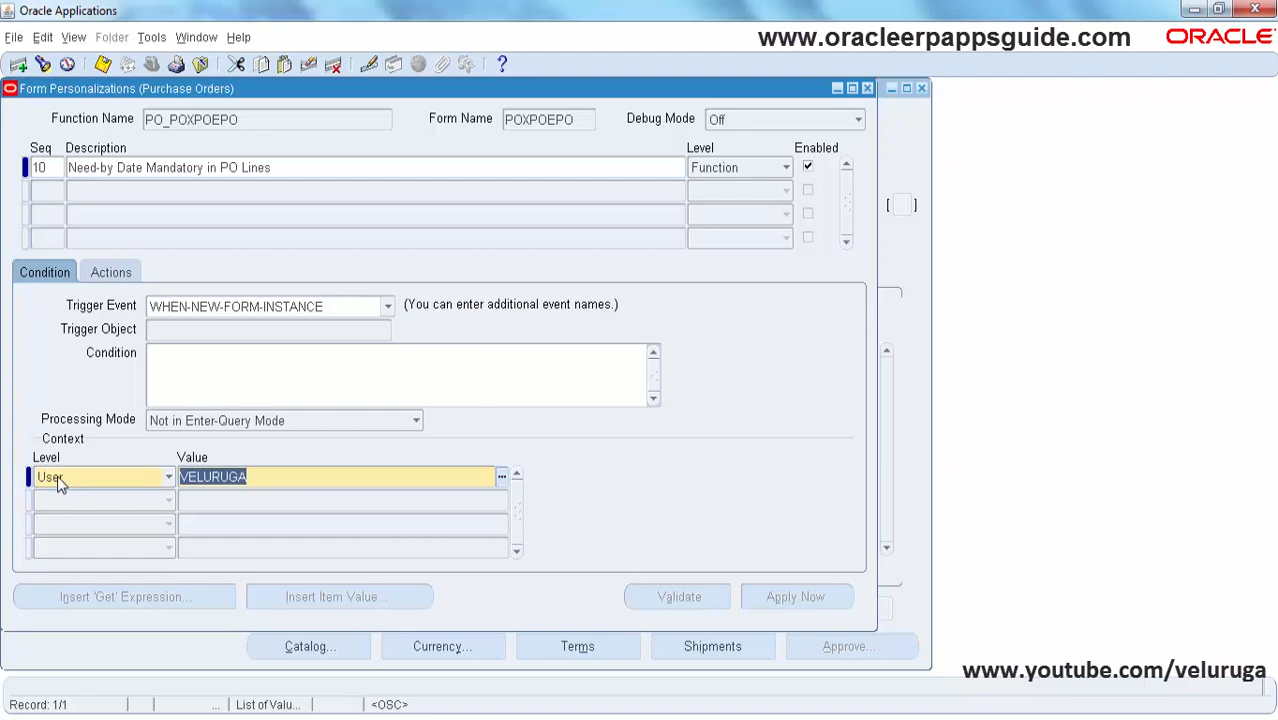 Oracle Applications
File Edit View Folder Tools Window Help
www.oracleerpappsguide.com ORACLE
Form Personalizations (Purchase Orders)
Function Name PO_POXPOEPO Form Name POXPOEPO Debug Mode Off
Seq Description Level Enabled
10 Need-by Date Mandatory in PO Lines Function
[ ]
Condition Actions
Trigger Event WHEN-NEW-FORM-INSTANCE (You can enter additional event names.)
Trigger Object
Condition
Processing Mode Not in Enter-Query Mode
Context
Level Value
User VELURUGA
Insert 'Get' Expression... Insert Item Value... Validate Apply Now
Catalog... Currency... Terms Shipments Approve...
www.youtube.com/veluruga
Record: 1/1 ... List of Valu... <OSC>